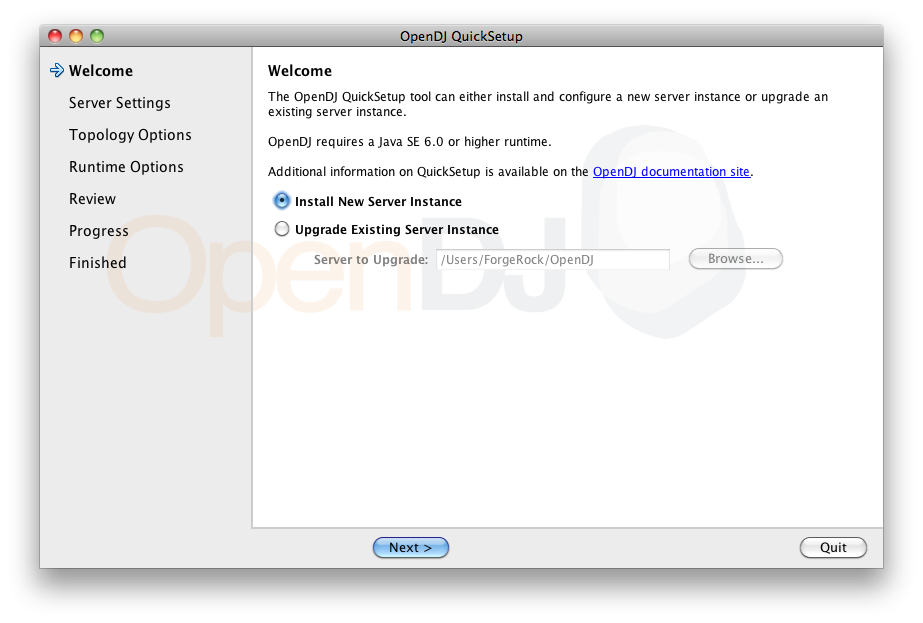 OpenDJ QuickSetup
Welcome
Server Settings
Topology Options
Runtime Options
Review
Progress
Finished
Welcome
The OpenDJ QuickSetup tool can either install and configure a new server instance or upgrade an
existing server instance.
OpenDJ requires a Java SE 6.0 or higher runtime.
Additional information on QuickSetup is available on the OpenDJ documentation site.
Install New Server Instance
Upgrade Existing Server Instance
Server to Upgrade: /Users/ForgeRock/OpenDJ Browse...
OpenDJ
Next > Quit